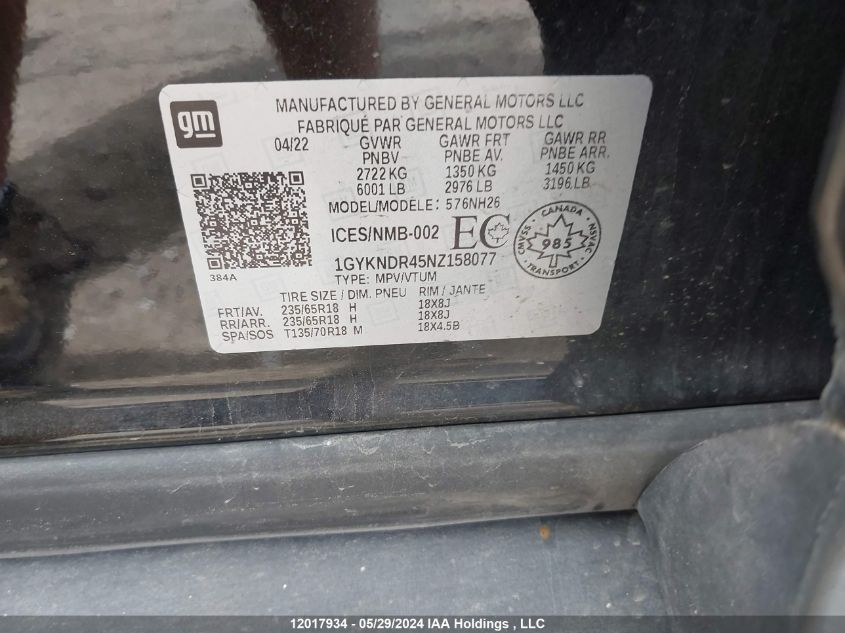 gm
MANUFACTURED BY GENERAL MOTORS LLC
FABRIQUÉ PAR GENERAL MOTORS LLC
04/22 GVWR GAWR FRT GAWR RR
PNBV PNBE AV. PNBE ARR.
2722 KG 1350 KG 1450 KG
6001 LB 2976 LB 3196 LB
MODEL/MODELE: 576NH26
ICES/NMB-002 EC
CANADA
CMVSS 985 NSVAC
TRANSPORT
384A
1GYKNDR45NZ158077
TYPE: MPV/VTUM
TIRE SIZE / DIM. PNEU RIM / JANTE
FRT/AV. 235/65R18 H 18X8J
RR/ARR. 235/65R18 H 18X8J
SPA/SOS T135/70R18 M 18X4.5B
12017934 - 05/29/2024 IAA Holdings , LLC